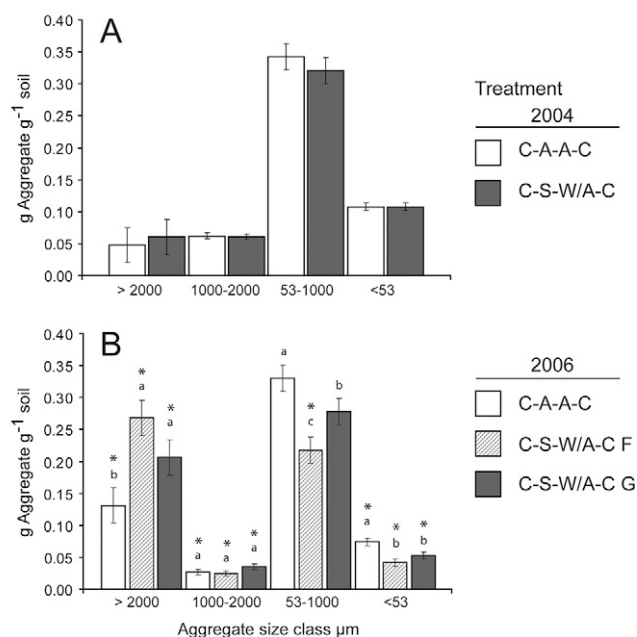 A
g Aggregate g⁻¹ soil
0.40
0.35
0.30
0.25
0.20
0.15
0.10
0.05
0.00
> 2000
1000-2000
53-1000
<53
Treatment
2004
C-A-A-C
C-S-W/A-C
B
g Aggregate g⁻¹ soil
0.40
0.35
0.30
0.25
0.20
0.15
0.10
0.05
0.00
* b
* a
* a
* a
* a
* a
a
* c
b
* a
* b
* b
> 2000
1000-2000
53-1000
<53
Aggregate size class µm
2006
C-A-A-C
C-S-W/A-C F
C-S-W/A-C G